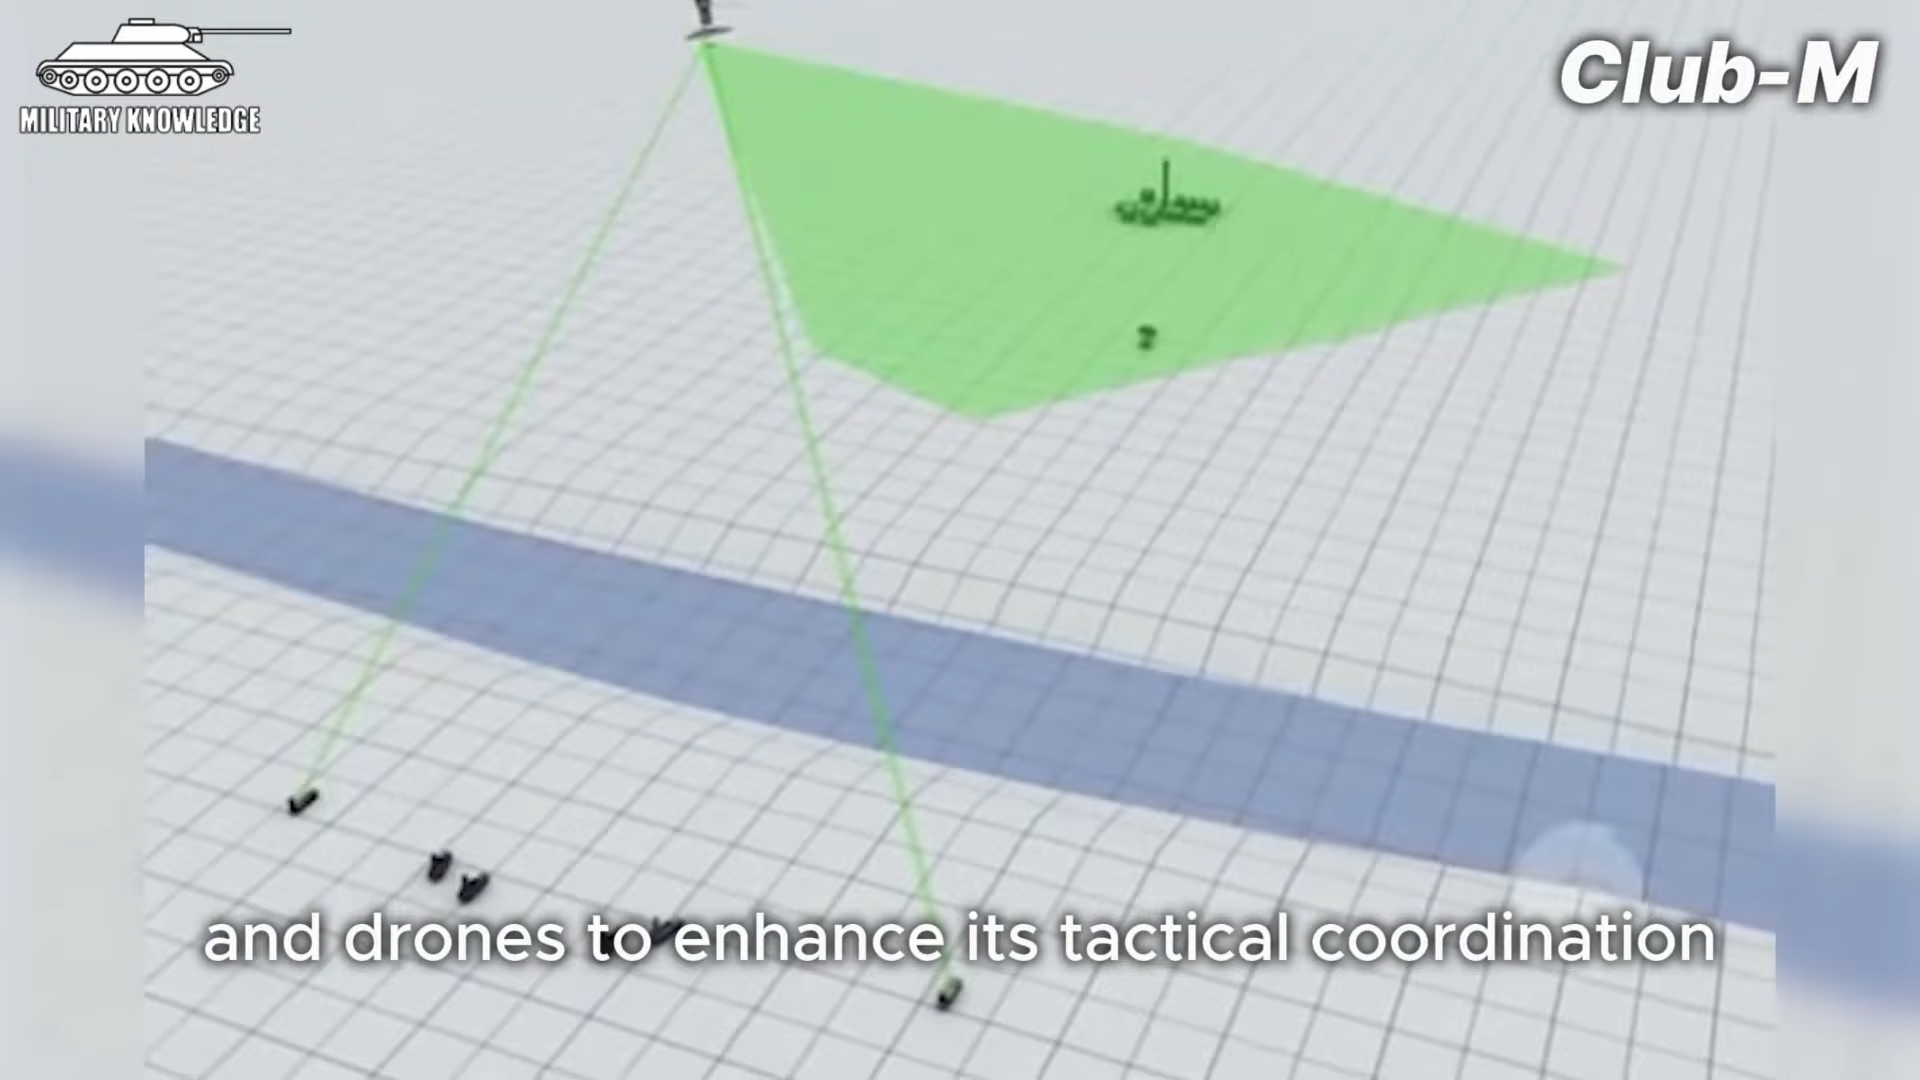 MILITARY KNOWLEDGE
Club-M
and drones to enhance its tactical coordination